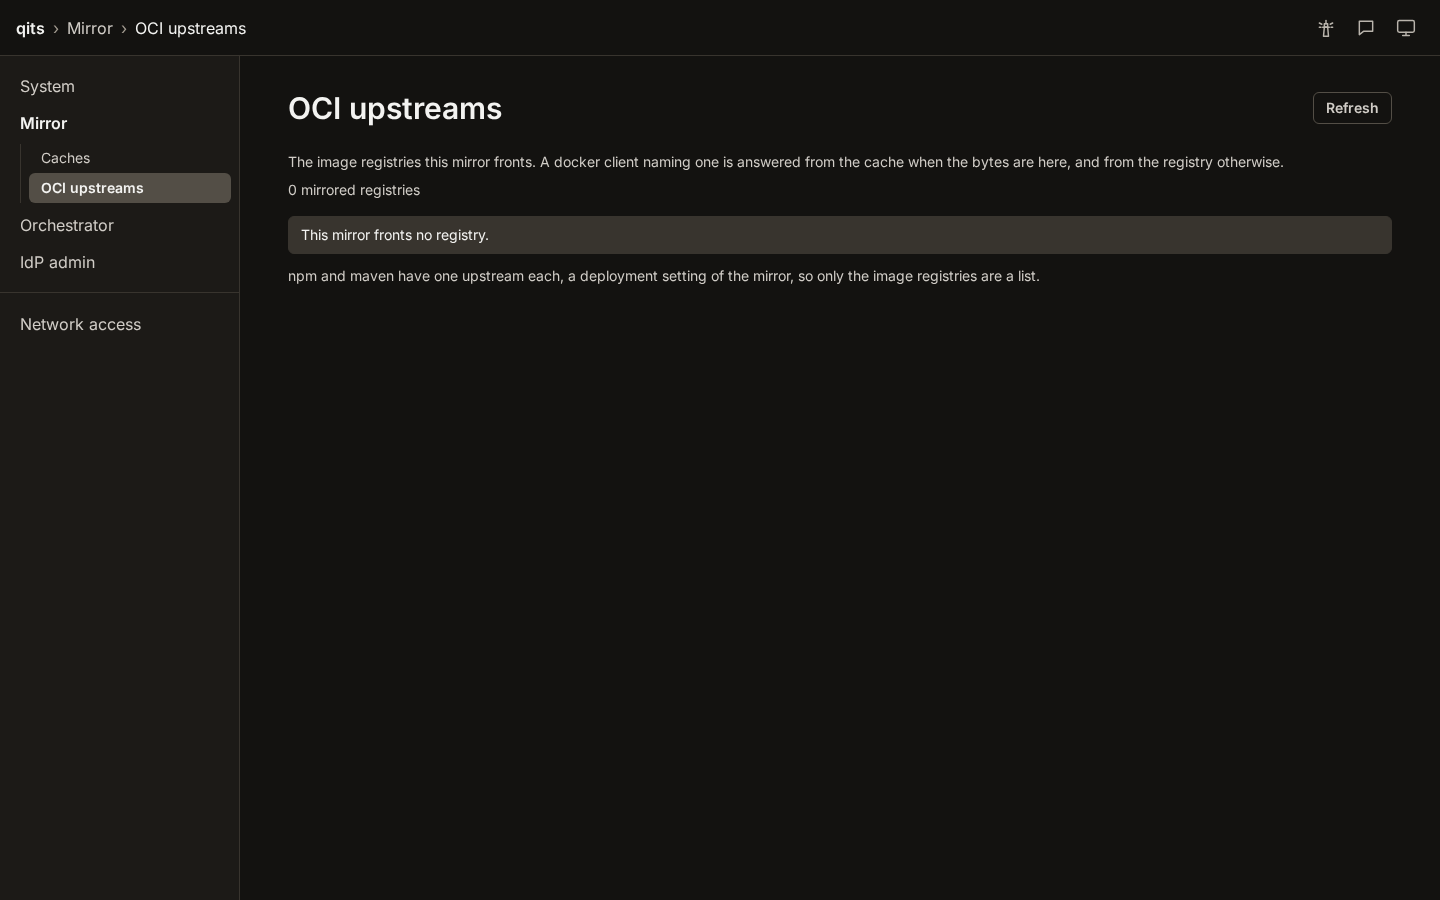 qits › Mirror › OCI upstreams
System
Mirror
Caches
OCI upstreams
Orchestrator
IdP admin
Network access
OCI upstreams
Refresh
The image registries this mirror fronts. A docker client naming one is answered from the cache when the bytes are here, and from the registry otherwise.
0 mirrored registries
This mirror fronts no registry.
npm and maven have one upstream each, a deployment setting of the mirror, so only the image registries are a list.